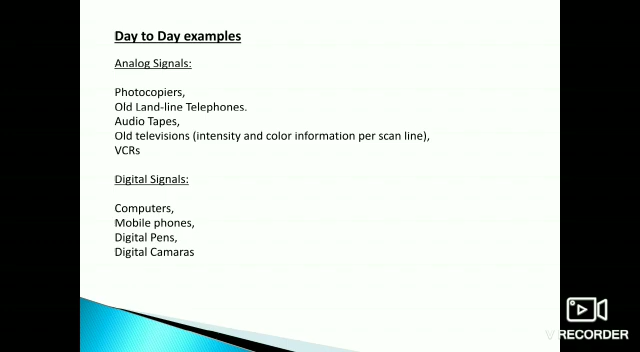 Day to Day examples
Analog Signals:
Photocopiers,
Old Land-line Telephones.
Audio Tapes,
Old televisions (intensity and color information per scan line),
VCRs
Digital Signals:
Computers,
Mobile phones,
Digital Pens,
Digital Camaras
V RECORDER